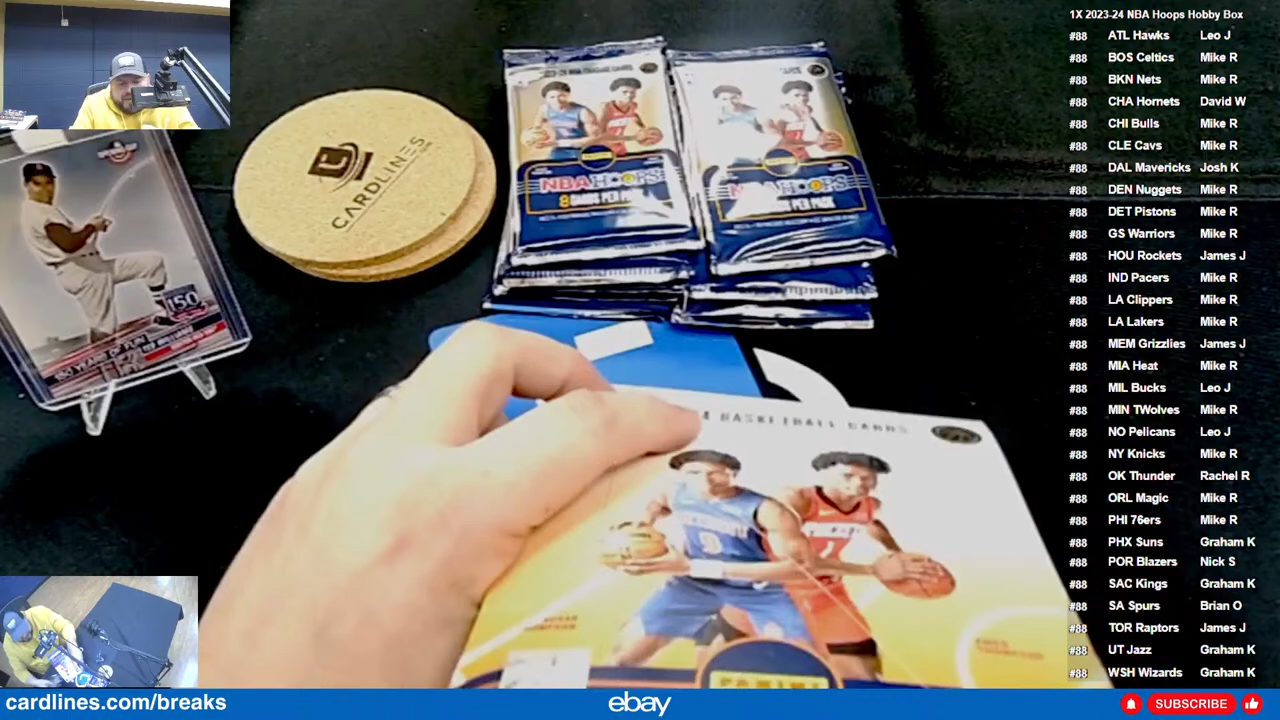 1X 2023-24 NBA Hoops Hobby Box
#88 ATL Hawks Leo J
#88 BOS Celtics Mike R
#88 BKN Nets Mike R
#88 CHA Hornets David W
#88 CHI Bulls Mike R
#88 CLE Cavs Mike R
#88 DAL Mavericks Josh K
#88 DEN Nuggets Mike R
#88 DET Pistons Mike R
#88 GS Warriors Mike R
#88 HOU Rockets James J
#88 IND Pacers Mike R
#88 LA Clippers Mike R
#88 LA Lakers Mike R
#88 MEM Grizzlies James J
#88 MIA Heat Mike R
#88 MIL Bucks Leo J
#88 MIN TWolves Mike R
#88 NO Pelicans Leo J
#88 NY Knicks Mike R
#88 OK Thunder Rachel R
#88 ORL Magic Mike R
#88 PHI 76ers Mike R
#88 PHX Suns Graham K
#88 POR Blazers Nick S
#88 SAC Kings Graham K
#88 SA Spurs Brian O
#88 TOR Raptors James J
#88 UT Jazz Graham K
#88 WSH Wizards Graham K
CARDLINES
NBA HOOPS
8 CARDS PER PACK
NBA HOOPS
PER PACK
150
150 YEARS OF FUN
BASKETBALL CARDS
9
PANINI
cardlines.com/breaks
ebay
SUBSCRIBE